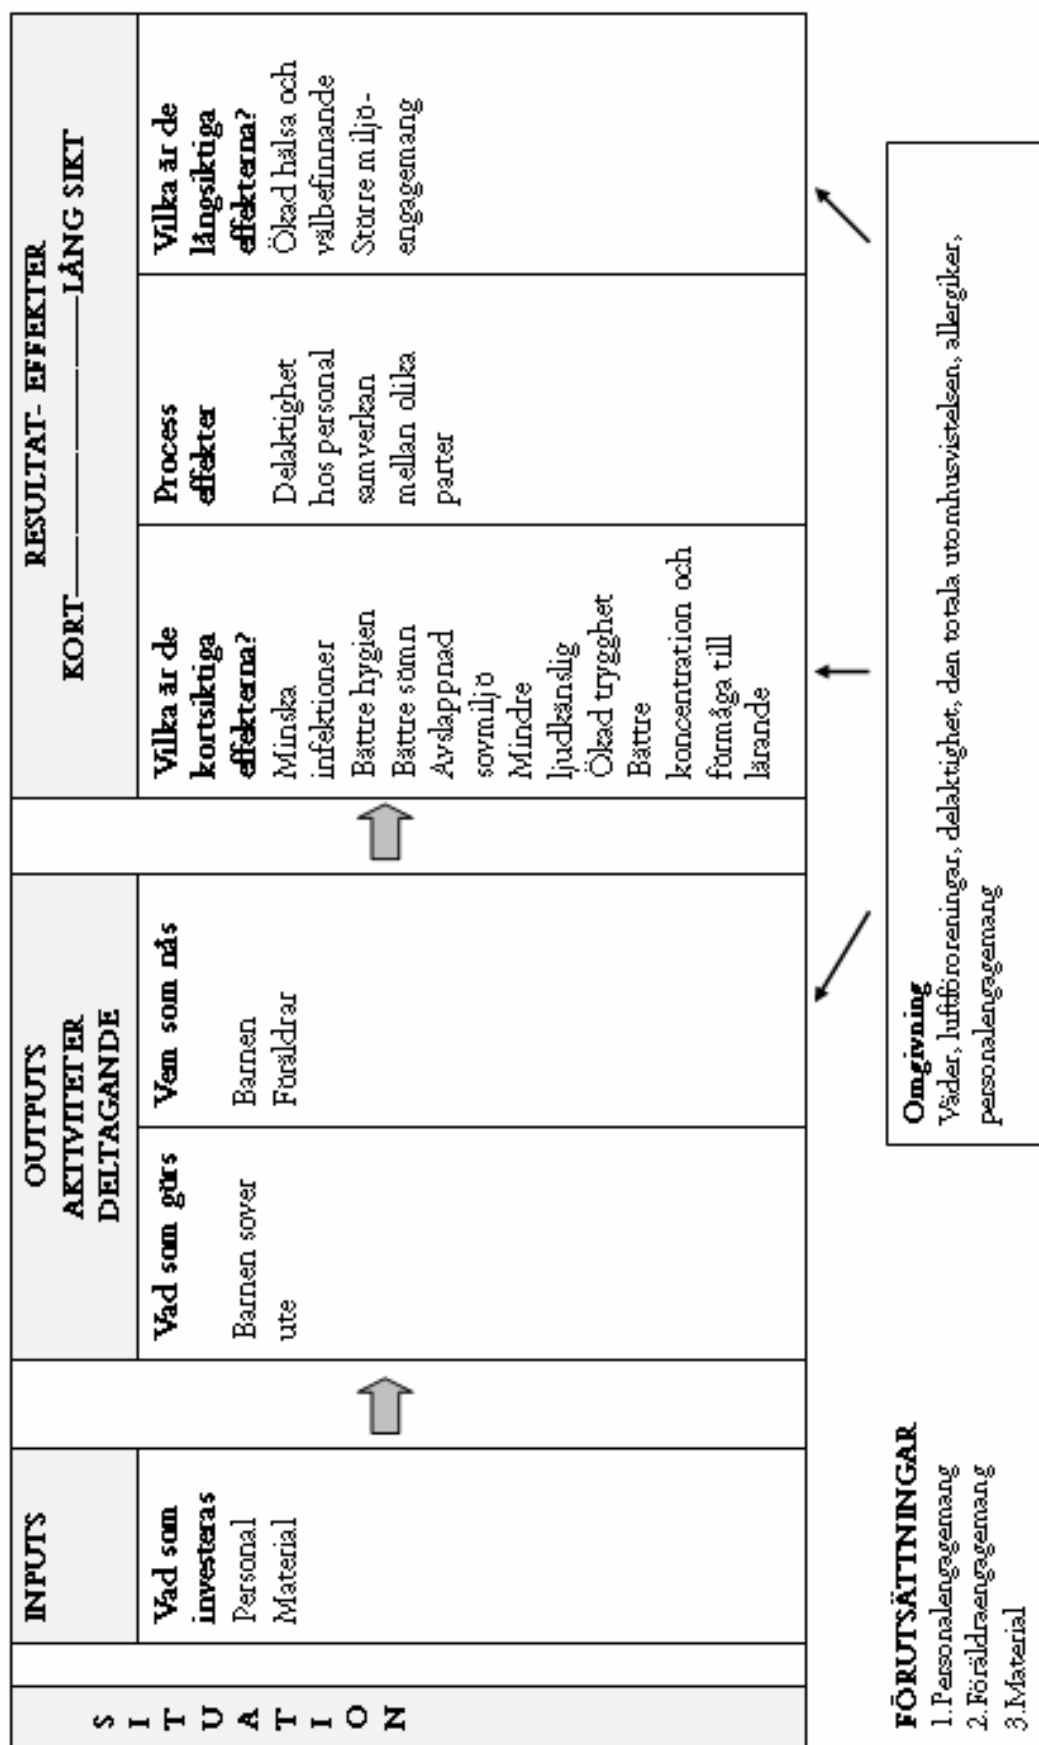 S
I
T
U
A
T
I
O
N
INPUTS
Vad som
investeras
Personal
Material
OUTPUTS
AKTIVITETER
DELTAGANDE
Vad som görs
Barnen sover
ute
Vem som nås
Barnen
Föräldrar
RESULTAT- EFFEKTER
KORT————————LÅNG SIKT
Vilka är de
kortsiktiga
effekterna?
Minska
infektioner
Bättre hygien
Bättre sömn
Avslappnad
sovmiljö
Mindre
ljudkänslig
Ökad trygghet
Bättre
koncentration och
förmåga till
lärande
Process
effekter
Delaktighet
hos personal
samverkan
mellan olika
parter
Vilka är de
långsiktiga
effekterna?
Ökad hälsa och
välbefinnande
Större miljö-
engagemang
FÖRUTSÄTTNINGAR
1.Personalengagemang
2.Föräldraengagemang
3.Material
Omgivning
Väder, luftföroreningar, delaktighet, den totala utomhusvistelsen, allergiker,
personalengagemang